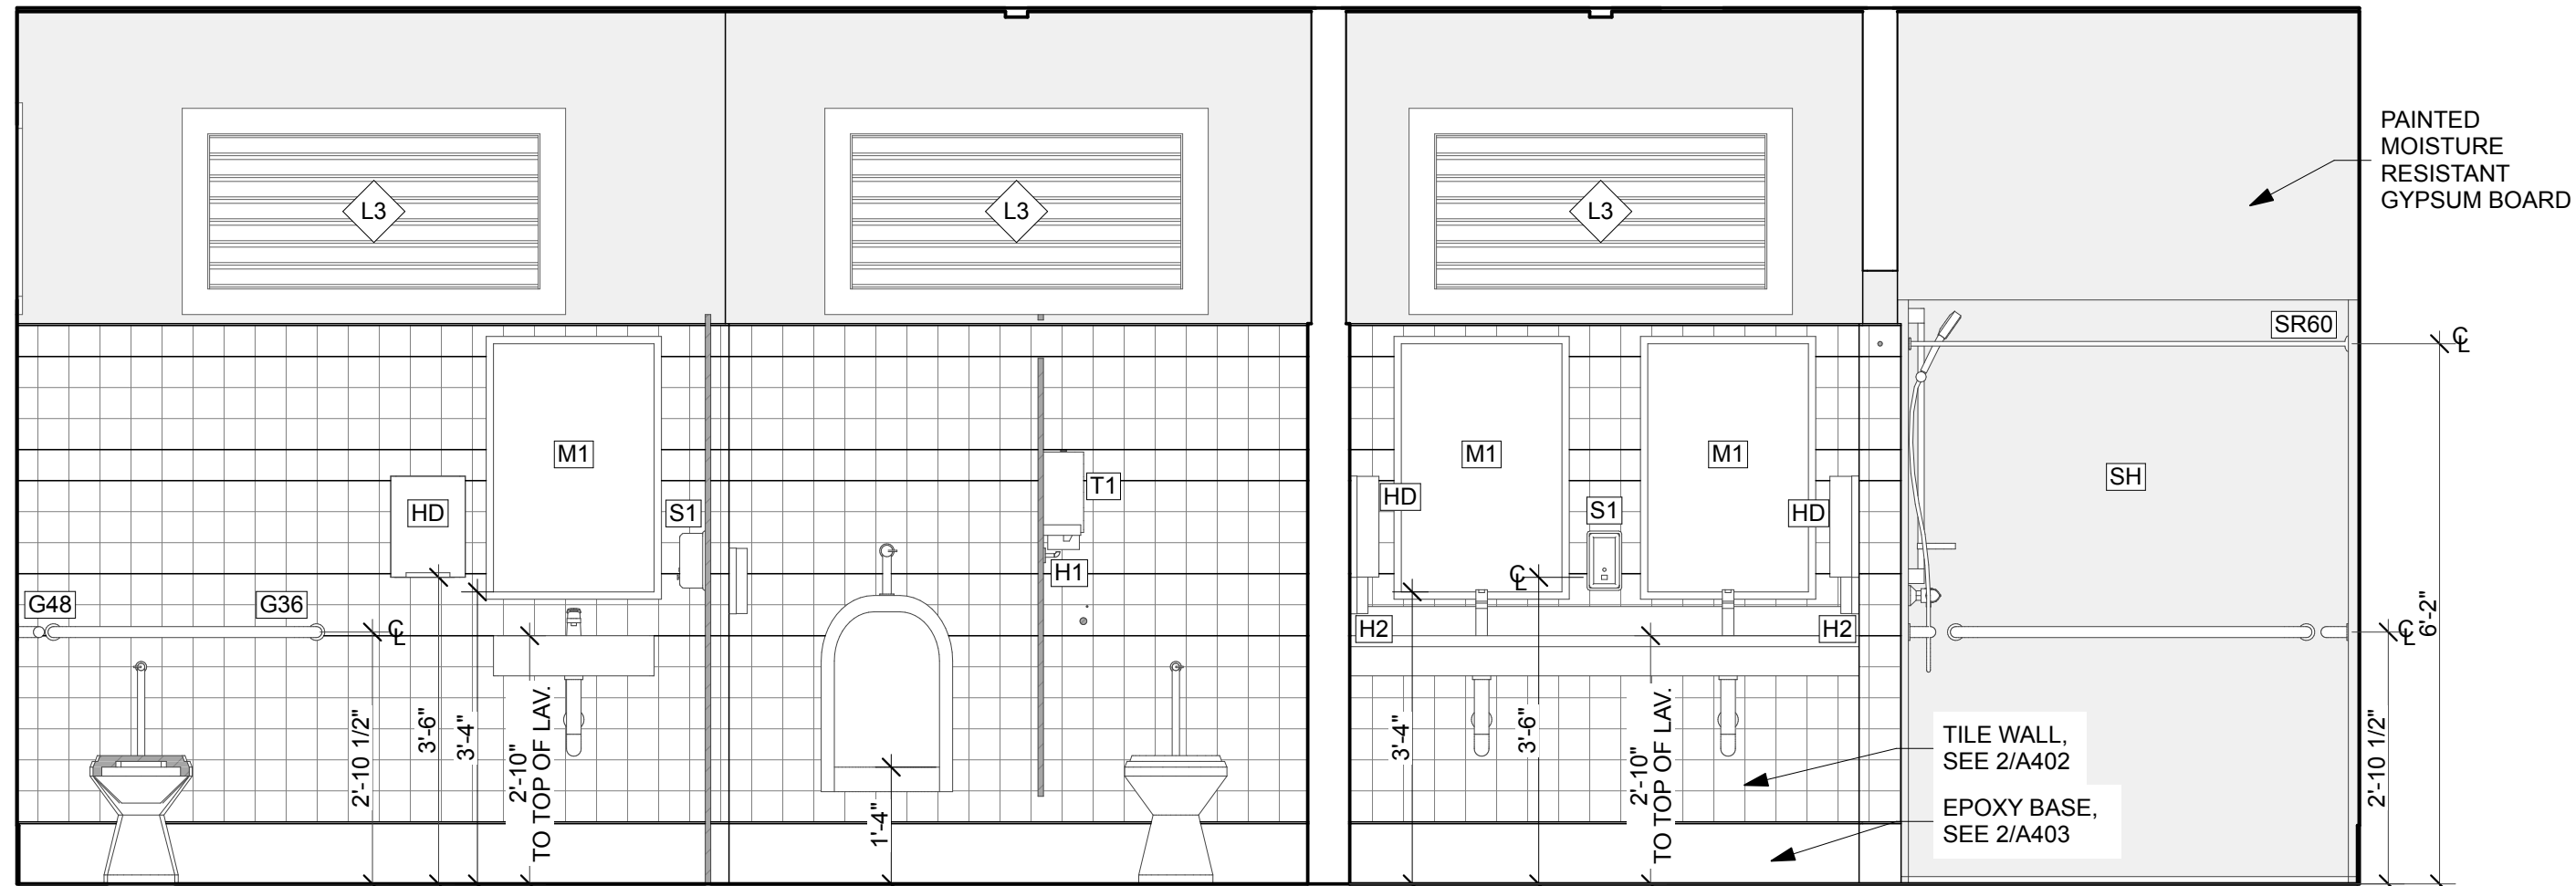 L3
L3
L3
PAINTED
MOISTURE
RESISTANT
GYPSUM BOARD
SR60
℄
M1
M1
M1
SH
HD
S1
T1
HD
S1
HD
H1
℄
G48
G36
℄
H2
H2
℄
6'-2"
2'-10 1/2"
3'-6"
3'-4"
2'-10"
TO TOP OF LAV.
1'-4"
3'-4"
3'-6"
2'-10"
TO TOP OF LAV.
TILE WALL,
SEE 2/A402
EPOXY BASE,
SEE 2/A403
2'-10 1/2"